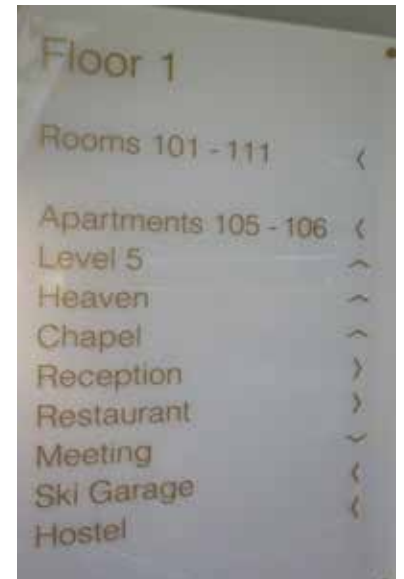 Floor 1
Rooms 101 - 111 <
Apartments 105 - 106 <
Level 5 ^
Heaven ^
Chapel ^
Reception >
Restaurant >
Meeting ⌄
Ski Garage <
Hostel <